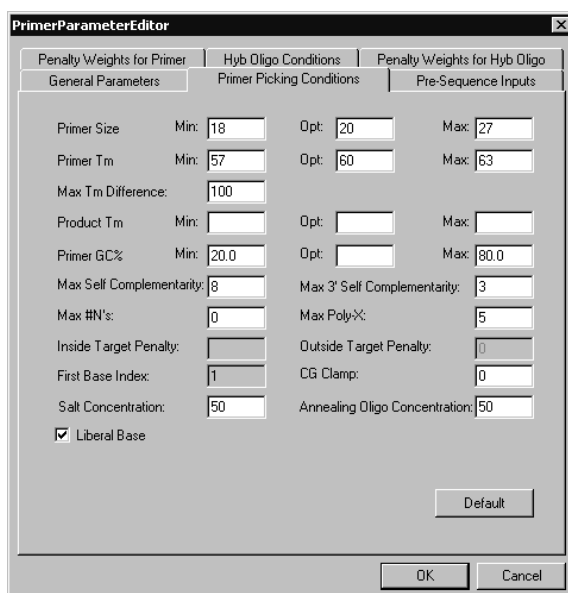 PrimerParameterEditor
Penalty Weights for Primer Hyb Oligo Conditions Penalty Weights for Hyb Oligo
General Parameters Primer Picking Conditions Pre-Sequence Inputs
Primer Size Min: 18 Opt: 20 Max: 27
Primer Tm Min: 57 Opt: 60 Max: 63
Max Tm Difference: 100
Product Tm Min: Opt: Max:
Primer GC% Min: 20.0 Opt: Max: 80.0
Max Self Complementarity: 8 Max 3' Self Complementarity: 3
Max #N's: 0 Max Poly-X: 5
Inside Target Penalty: Outside Target Penalty: 0
First Base Index: 1 CG Clamp: 0
Salt Concentration: 50 Annealing Oligo Concentration: 50
Liberal Base
Default
OK Cancel